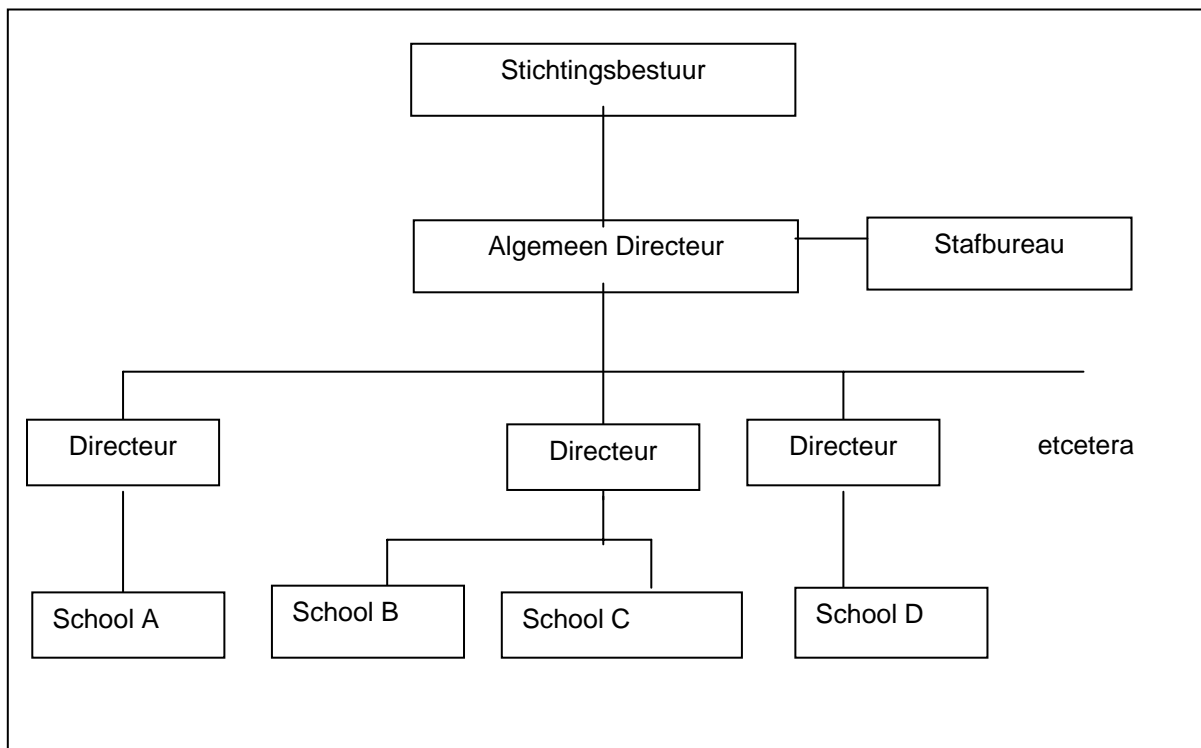 Stichtingsbestuur
Algemeen Directeur
Stafbureau
Directeur
Directeur
Directeur
etcetera
School A
School B
School C
School D